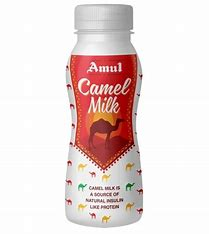 Amul
Camel
Milk
CAMEL MILK IS
A SOURCE OF
NATURAL INSULIN
LIKE PROTEIN